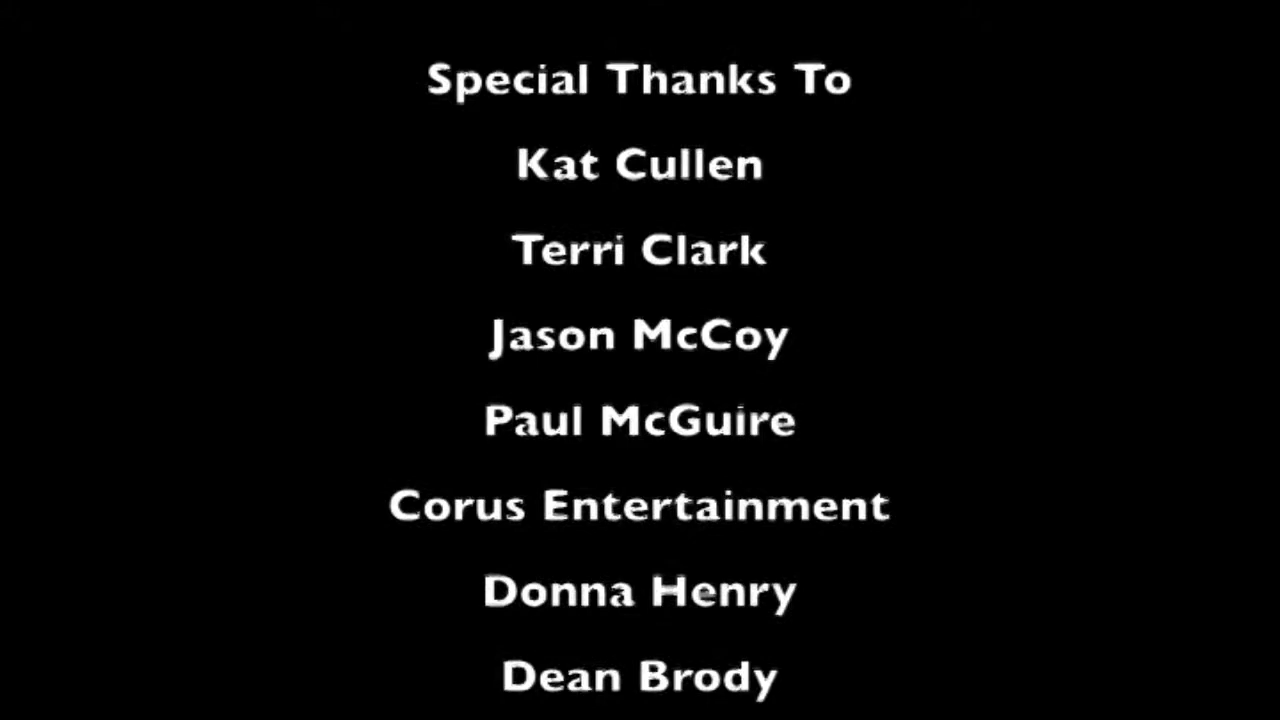 Special Thanks To
Kat Cullen
Terri Clark
Jason McCoy
Paul McGuire
Corus Entertainment
Donna Henry
Dean Brody